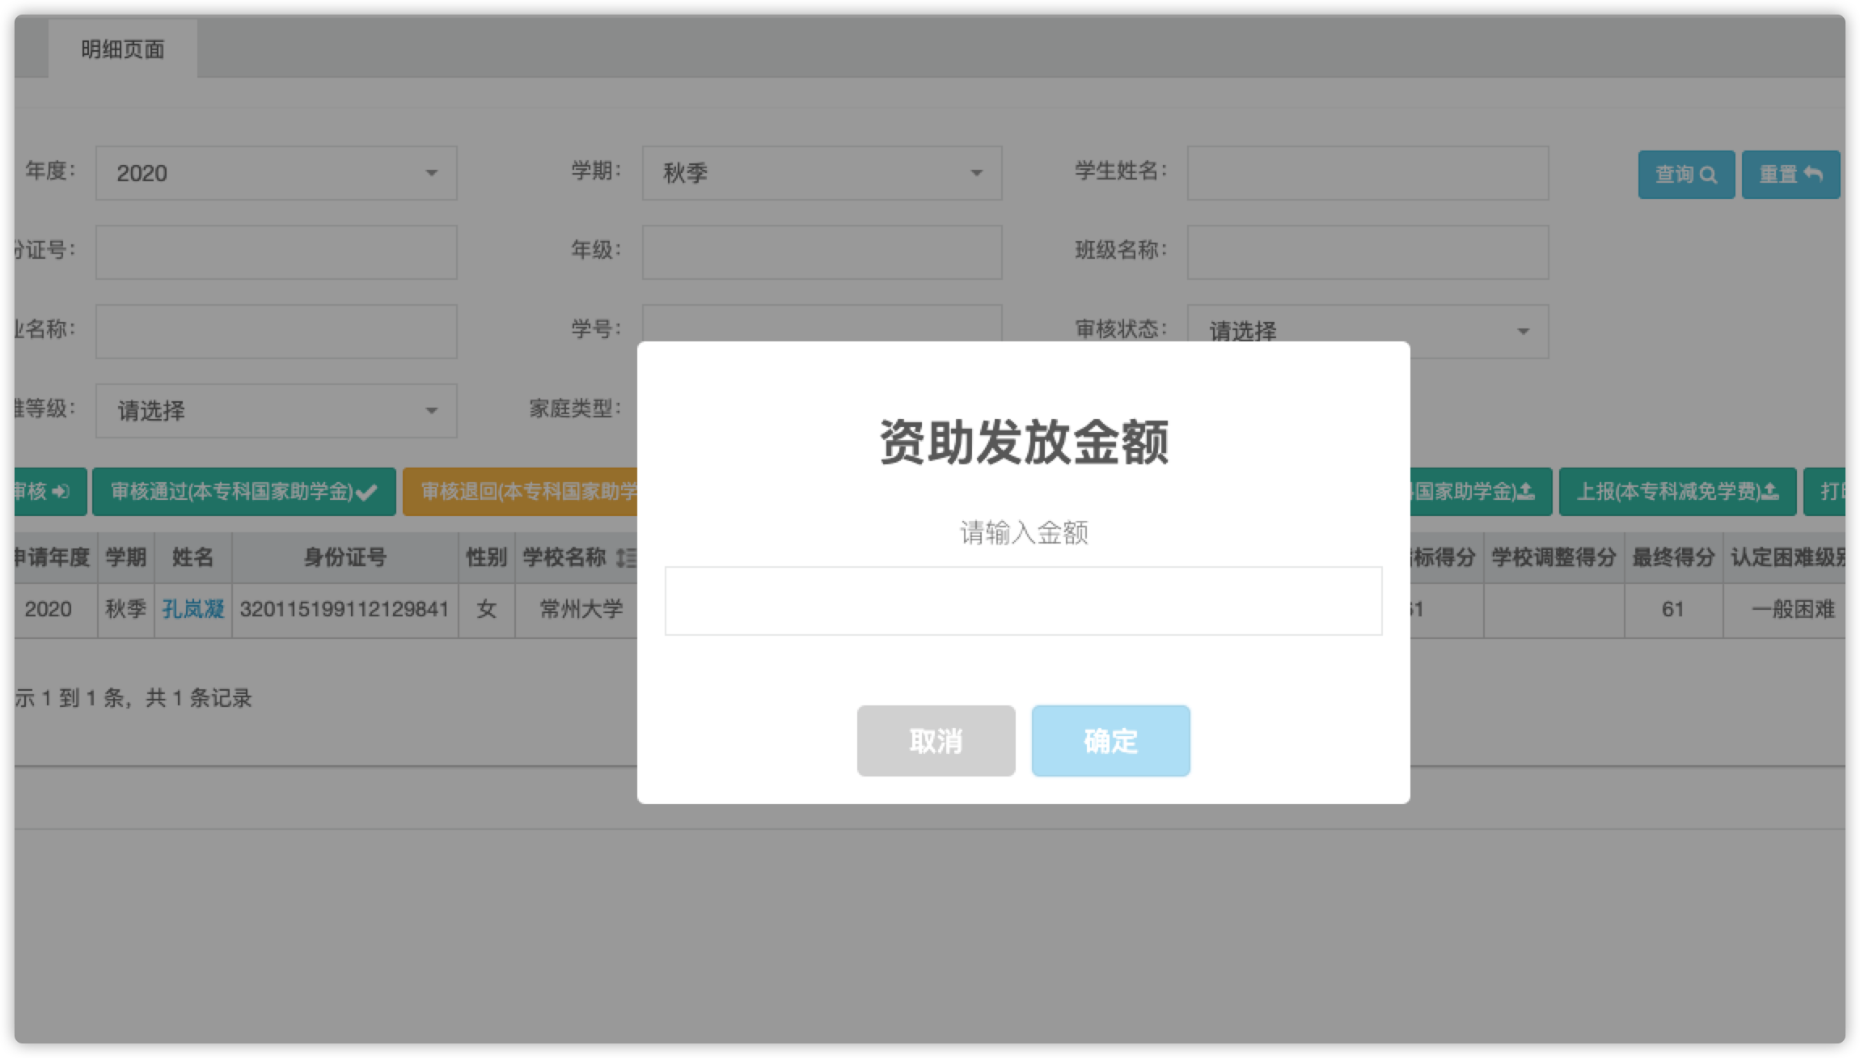 明细页面
年度：
2020
学期：
秋季
学生姓名：
查询
重置
份证号：
年级：
班级名称：
业名称：
学号：
审核状态：
请选择
难等级：
请选择
家庭类型：
资助发放金额
请输入金额
取消
确定
审核
审核通过(本专科国家助学金)
审核退回(本专科国家助学
国家助学金)
上报(本专科减免学费)
打印
申请年度 学期 姓名 身份证号 性别 学校名称 指标得分 学校调整得分 最终得分 认定困难级别
2020 秋季 孔岚凝 320115199112129841 女 常州大学 61 61 一般困难
示 1 到 1 条，共 1 条记录